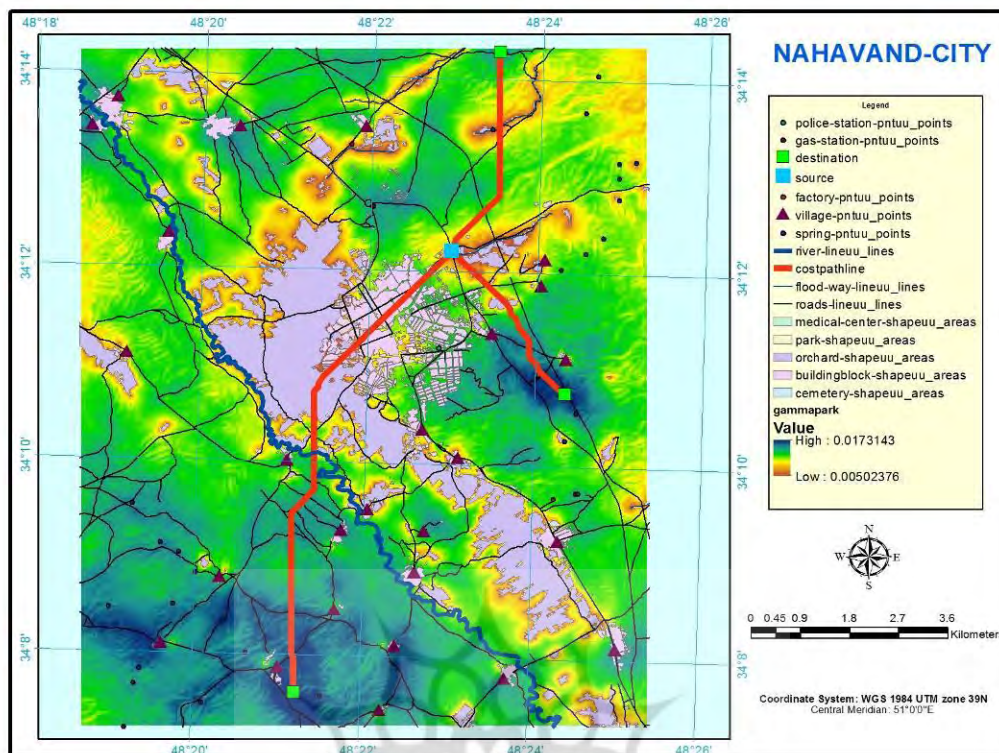 48°18' 48°20' 48°22' 48°24' 48°26'
34°14' 34°14'
34°12' 34°12'
34°10' 34°10'
34°8' 34°8'
48°20' 48°22' 48°24' 48°26'
NAHAVAND-CITY
Legend
police-station-pntuu_points
gas-station-pntuu_points
destination
source
factory-pntuu_points
village-pntuu_points
spring-pntuu_points
river-lineuu_lines
costpathline
flood-way-lineuu_lines
roads-lineuu_lines
medical-center-shapeuu_areas
park-shapeuu_areas
orchard-shapeuu_areas
buildingblock-shapeuu_areas
cemetery-shapeuu_areas
gammapark
Value
High : 0.0173143
Low : 0.00502376
N
W E
S
0 0.45 0.9 1.8 2.7 3.6
Kilometer
Coordinate System: WGS 1984 UTM zone 39N
Central Meridian: 51°0'0"E